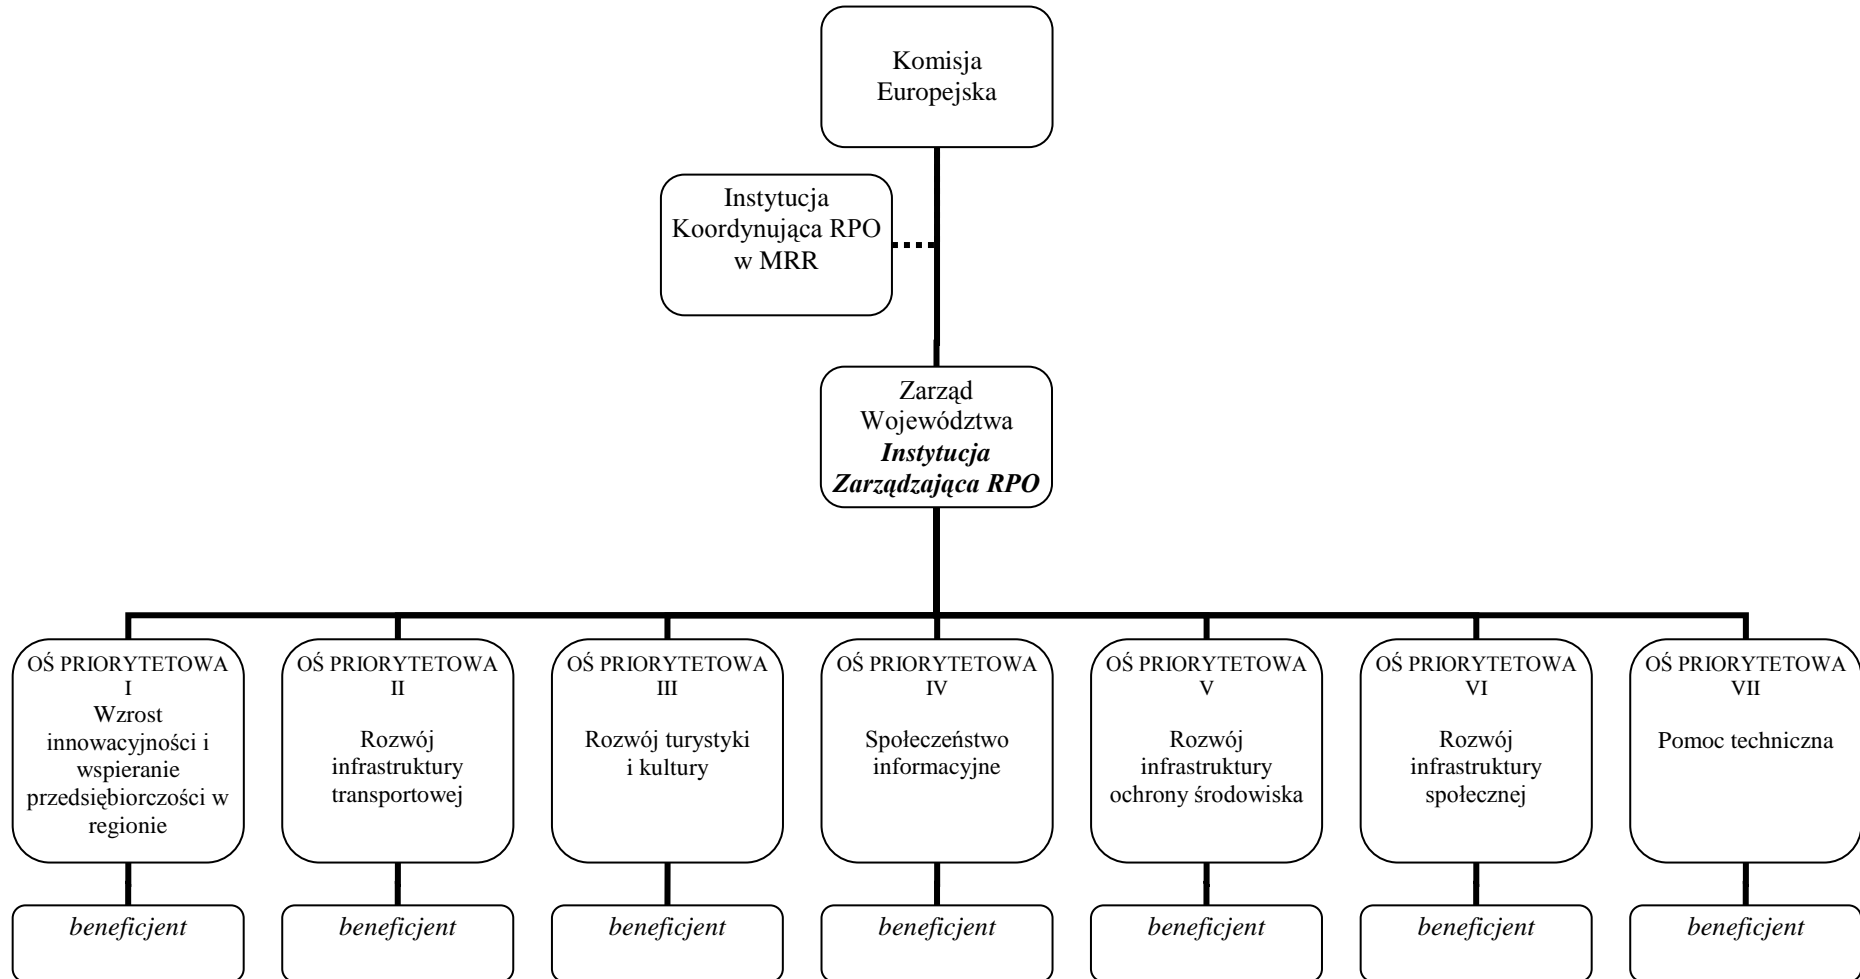 Komisja
Europejska
Instytucja
Koordynująca RPO
w MRR
Zarząd
Województwa
Instytucja
Zarządzająca RPO
OŚ PRIORYTETOWA
I
Wzrost
innowacyjności i
wspieranie
przedsiębiorczości w
regionie
OŚ PRIORYTETOWA
II
Rozwój
infrastruktury
transportowej
OŚ PRIORYTETOWA
III
Rozwój turystyki
i kultury
OŚ PRIORYTETOWA
IV
Społeczeństwo
informacyjne
OŚ PRIORYTETOWA
V
Rozwój
infrastruktury
ochrony środowiska
OŚ PRIORYTETOWA
VI
Rozwój
infrastruktury
społecznej
OŚ PRIORYTETOWA
VII
Pomoc techniczna
beneficjent
beneficjent
beneficjent
beneficjent
beneficjent
beneficjent
beneficjent